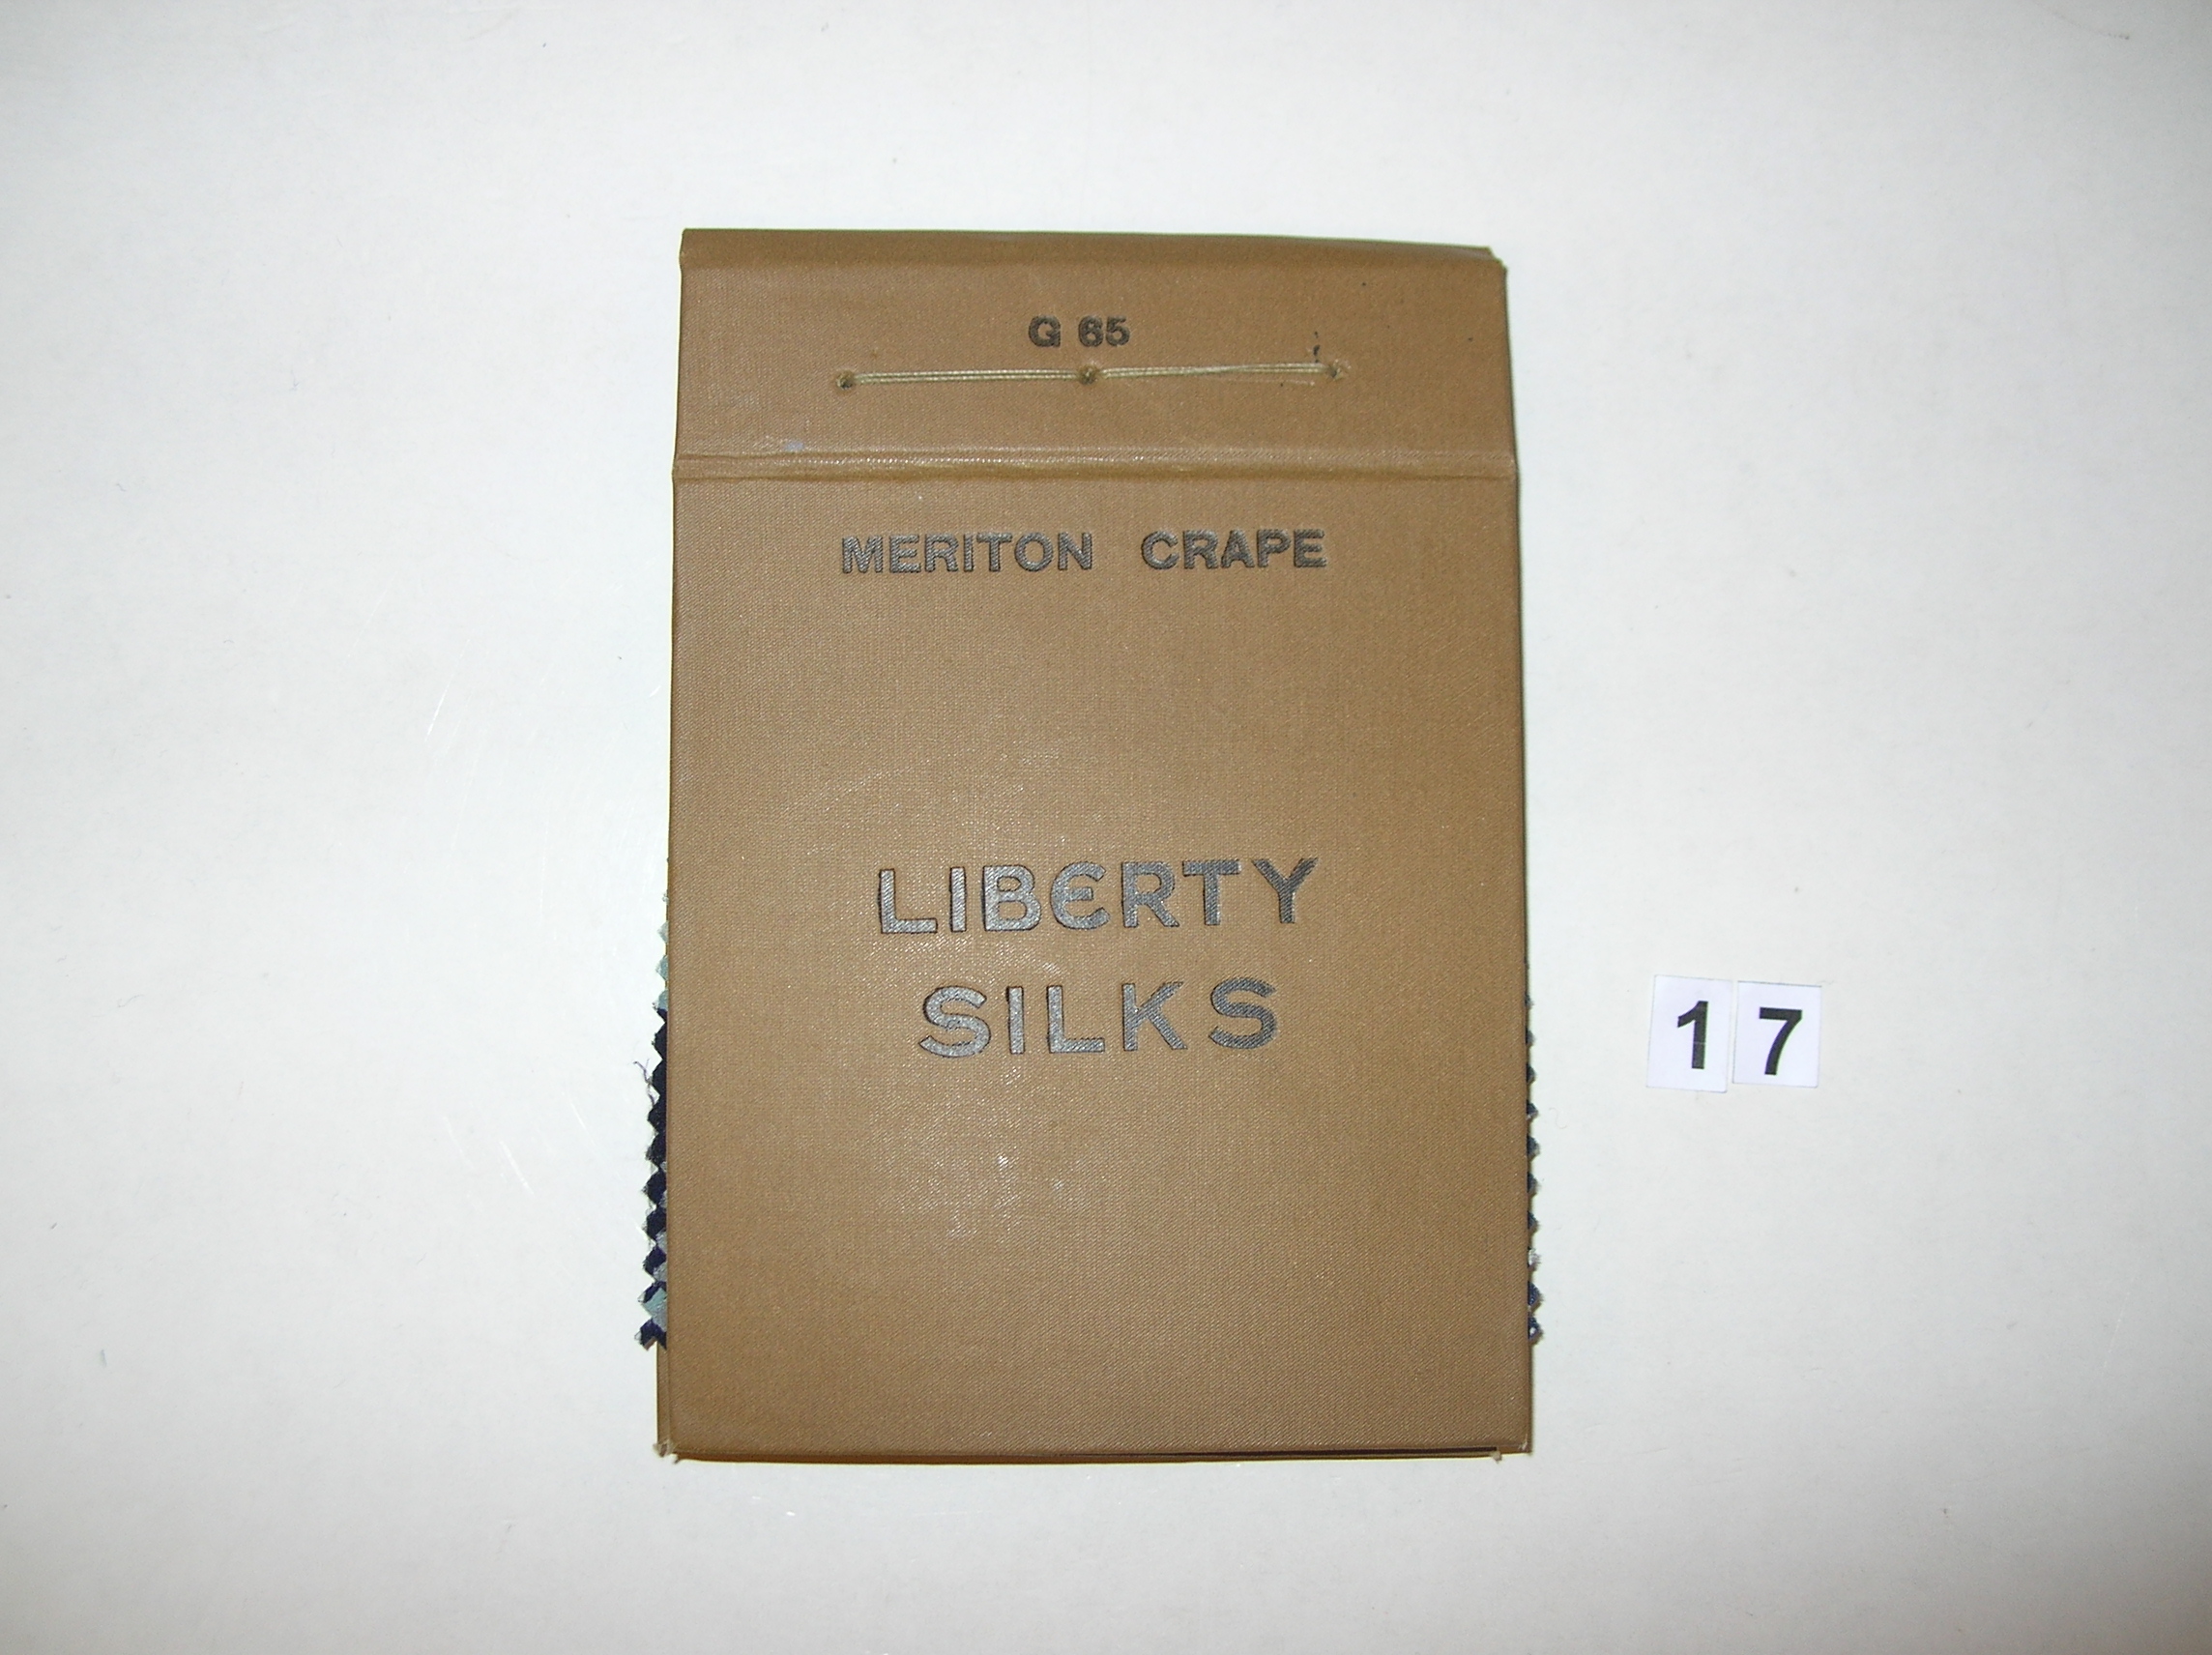 G 65
MERITON CRAPE
LIBERTY
SILKS
17